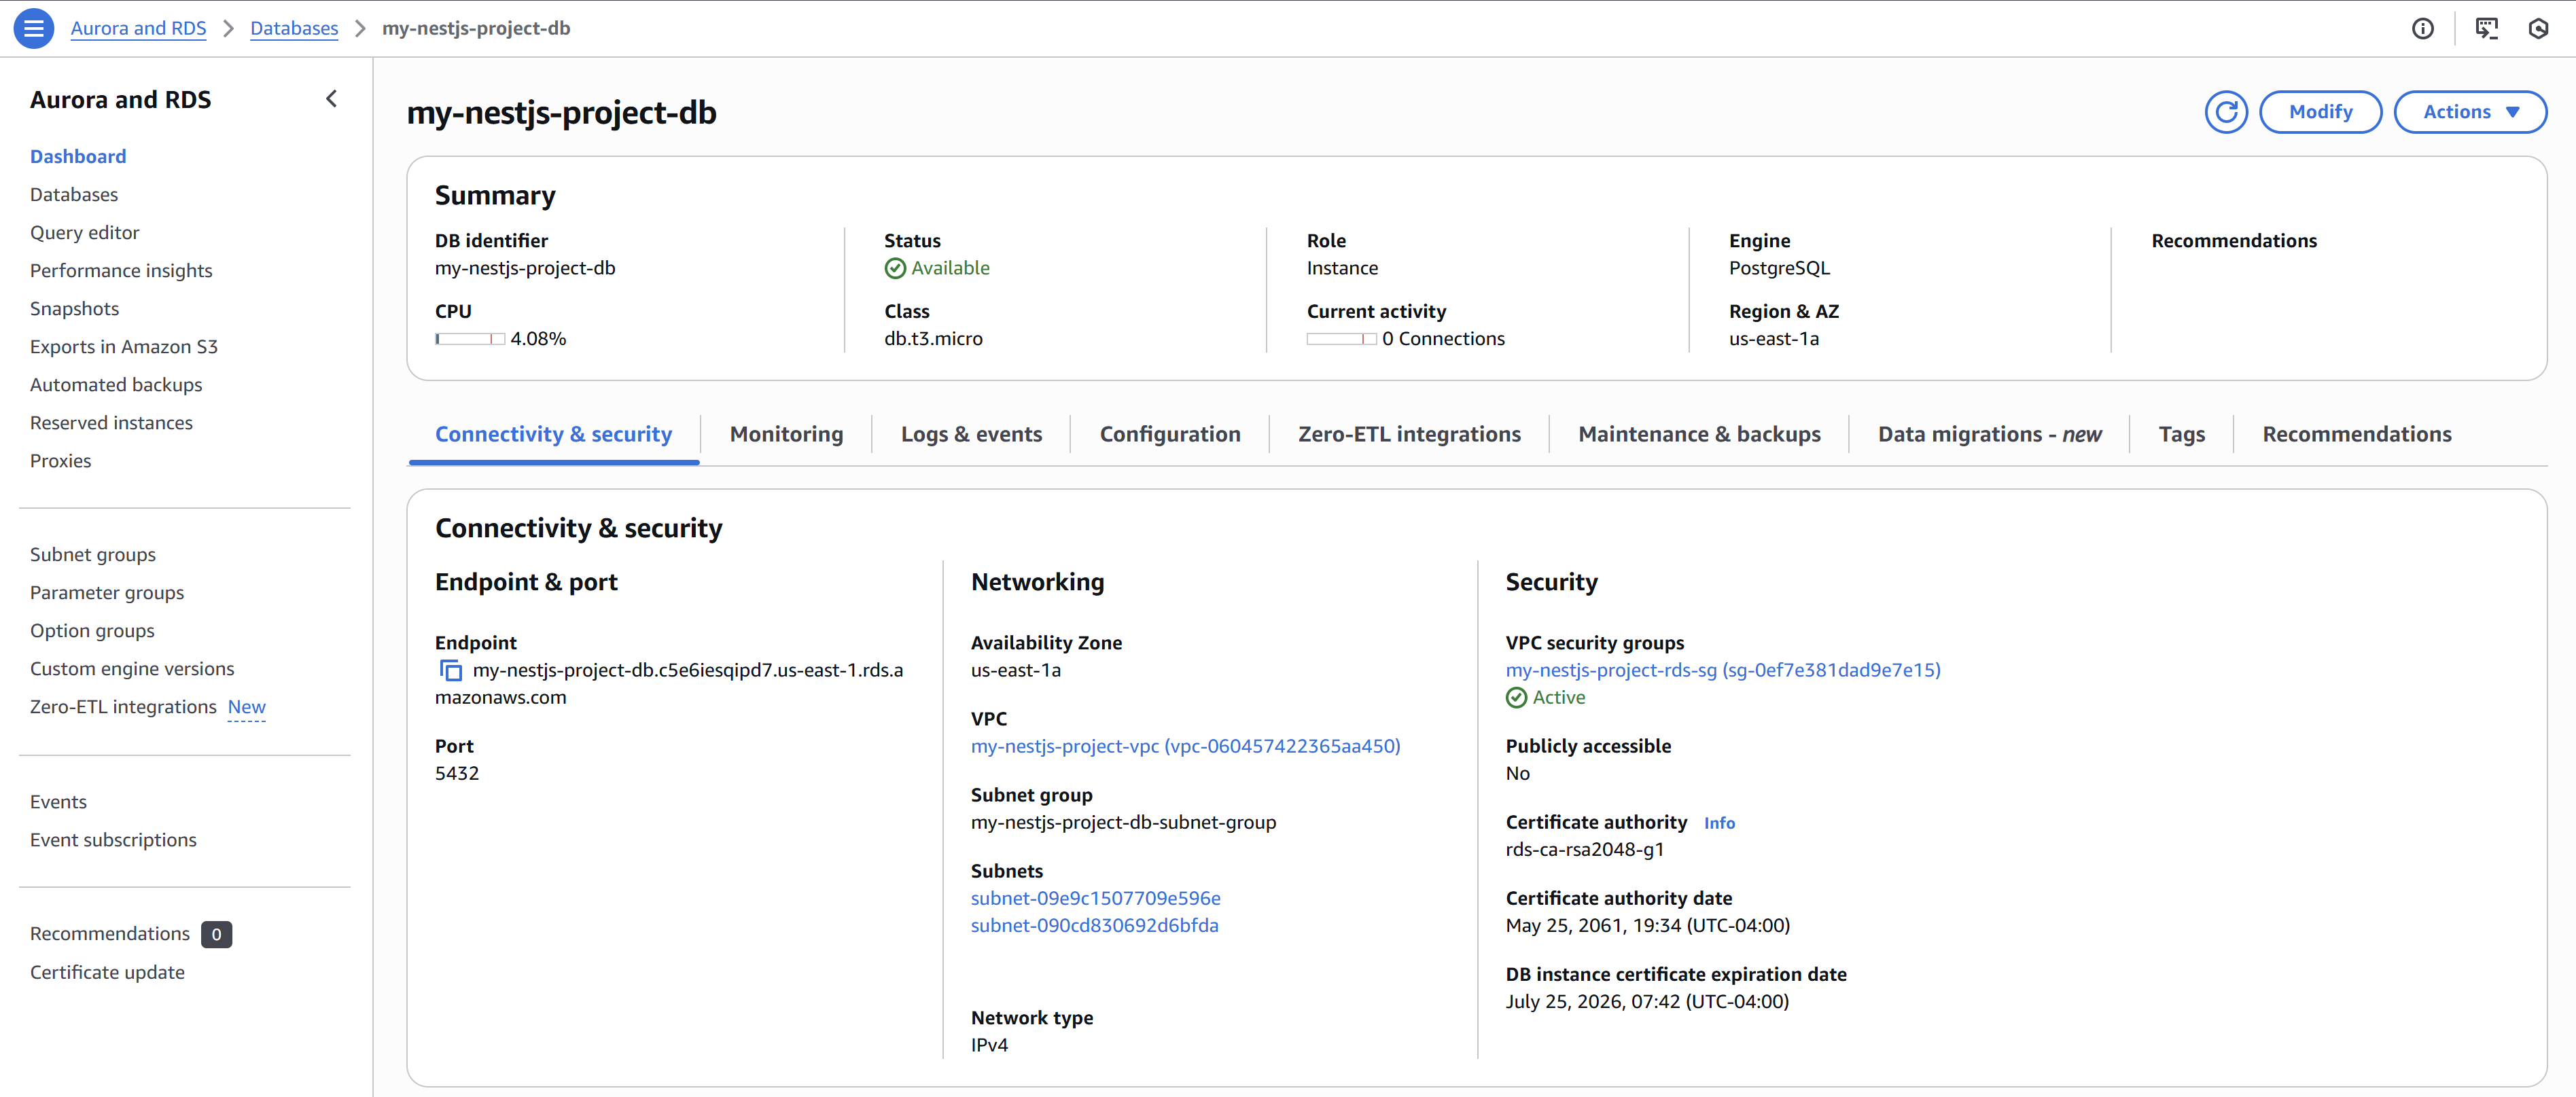 Aurora and RDS > Databases > my-nestjs-project-db
Aurora and RDS
Dashboard
Databases
Query editor
Performance insights
Snapshots
Exports in Amazon S3
Automated backups
Reserved instances
Proxies
Subnet groups
Parameter groups
Option groups
Custom engine versions
Zero-ETL integrations New
Events
Event subscriptions
Recommendations 0
Certificate update
my-nestjs-project-db
Modify
Actions
Summary
DB identifier
my-nestjs-project-db
CPU
4.08%
Status
Available
Class
db.t3.micro
Role
Instance
Current activity
0 Connections
Engine
PostgreSQL
Region & AZ
us-east-1a
Recommendations
Connectivity & security
Monitoring
Logs & events
Configuration
Zero-ETL integrations
Maintenance & backups
Data migrations - new
Tags
Recommendations
Connectivity & security
Endpoint & port
Endpoint
my-nestjs-project-db.c5e6iesqipd7.us-east-1.rds.a
mazonaws.com
Port
5432
Networking
Availability Zone
us-east-1a
VPC
my-nestjs-project-vpc (vpc-060457422365aa450)
Subnet group
my-nestjs-project-db-subnet-group
Subnets
subnet-09e9c1507709e596e
subnet-090cd830692d6bfda
Network type
IPv4
Security
VPC security groups
my-nestjs-project-rds-sg (sg-0ef7e381dad9e7e15)
Active
Publicly accessible
No
Certificate authority Info
rds-ca-rsa2048-g1
Certificate authority date
May 25, 2061, 19:34 (UTC-04:00)
DB instance certificate expiration date
July 25, 2026, 07:42 (UTC-04:00)